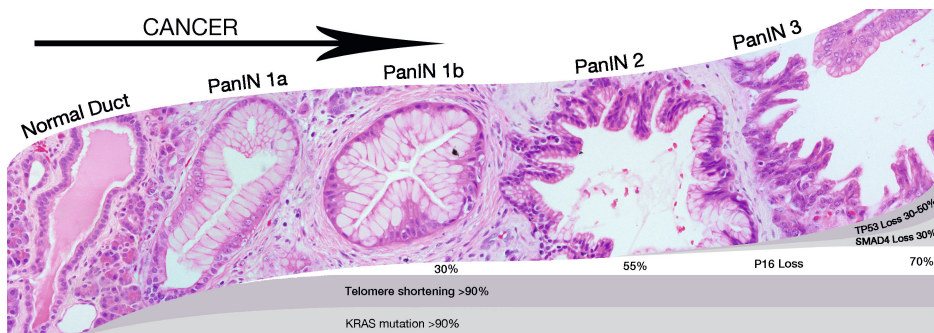 CANCER
Normal Duct
PanIN 1a
PanIN 1b
PanIN 2
PanIN 3
TP53 Loss 30-50%
SMAD4 Loss 30%
30%
55%
P16 Loss
70%
Telomere shortening >90%
KRAS mutation >90%